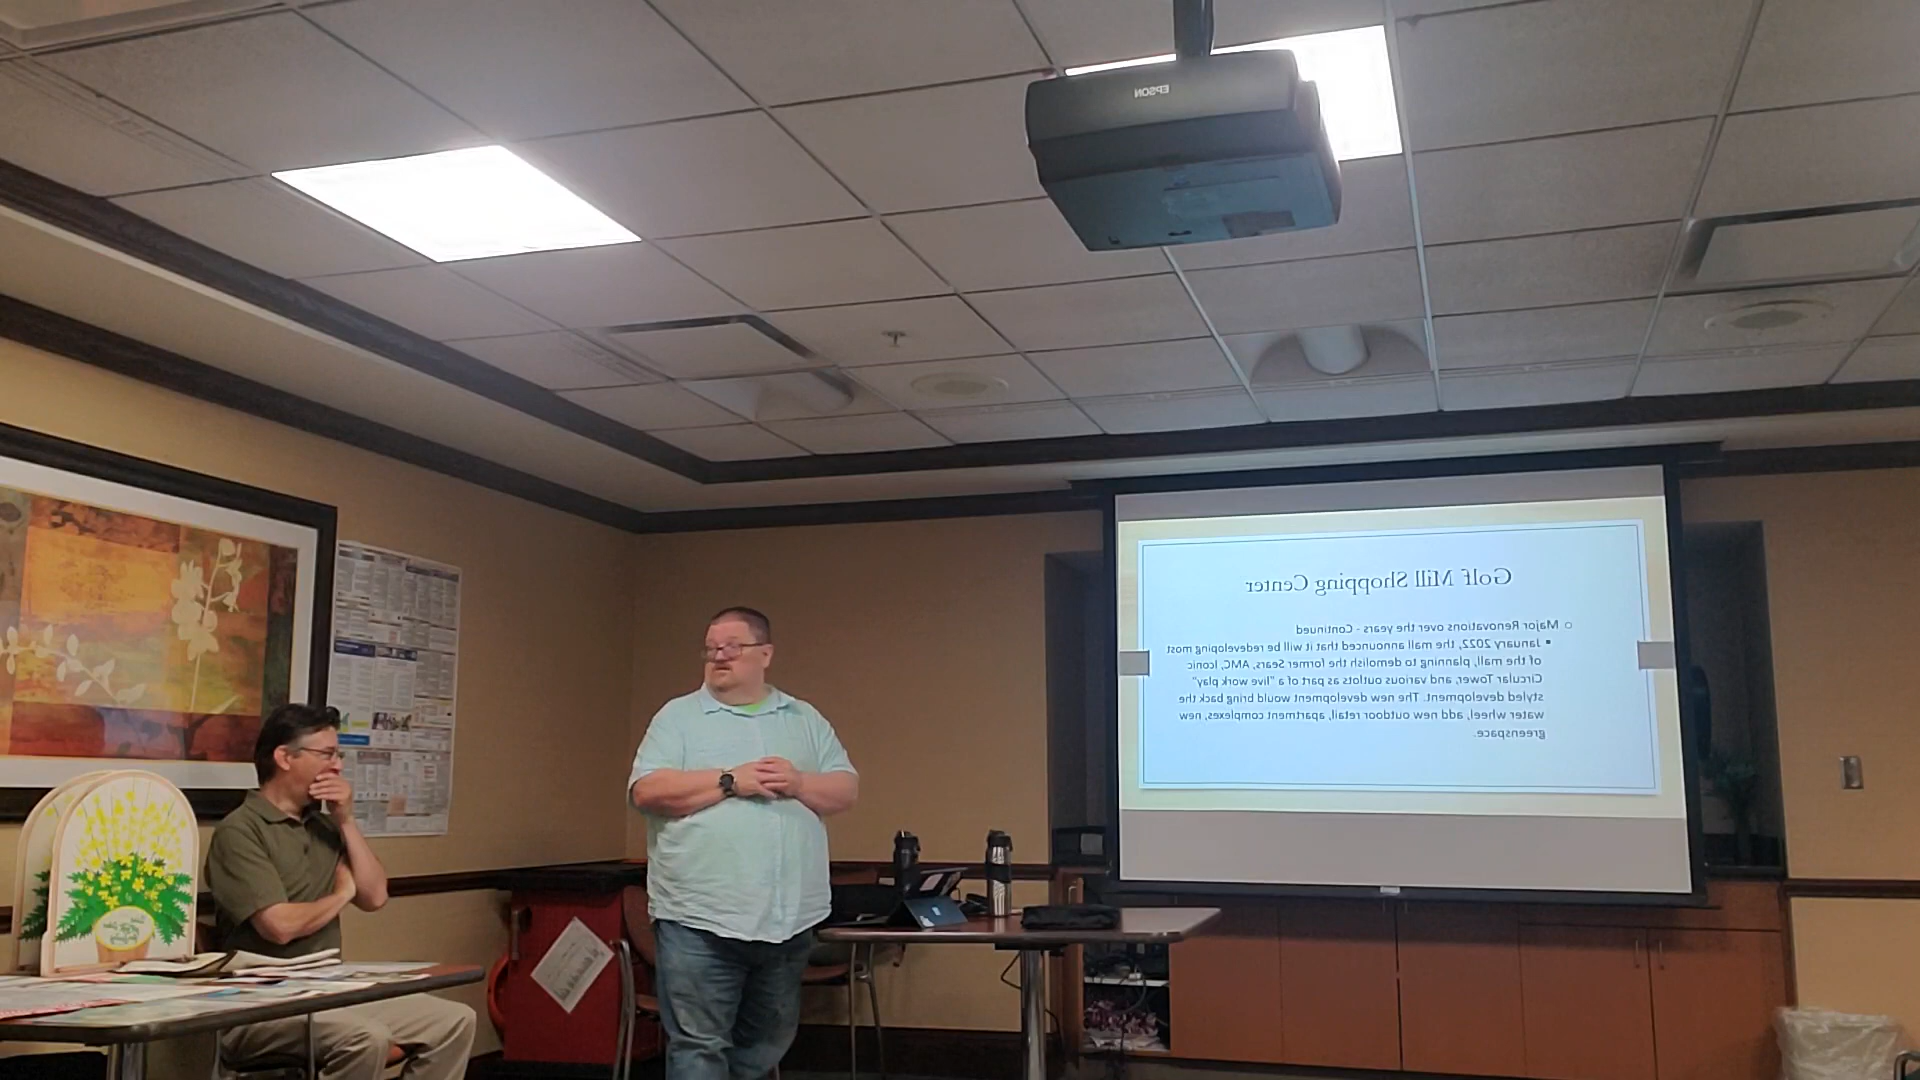 EPSON
Golf Mill Shopping Center
○ Major Renovations over the years - Continued
▪ January 2022, the mall announced that it will be redeveloping most
of the mall, planning to demolish the former Sears, AMC, Iconic
Circular Tower, and various outlots as part of a "live work play"
styled development. The new development would bring back the
water wheel, add new outdoor retail, apartment complexes, new
greenspace.